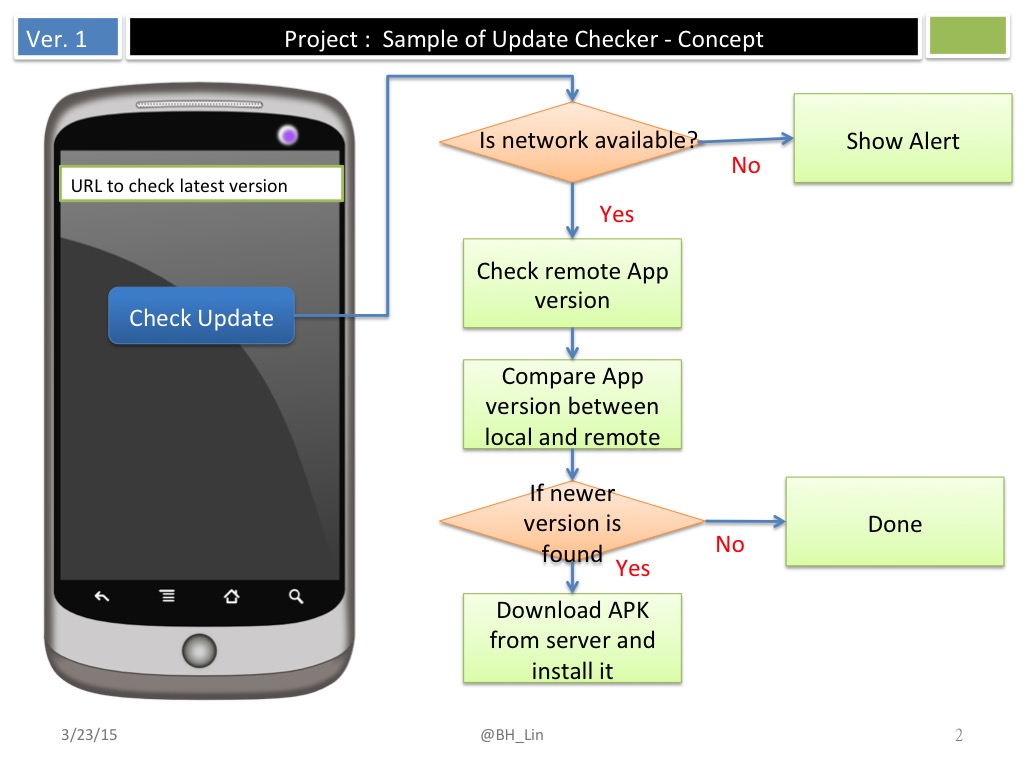 Ver. 1
Project :  Sample of Update Checker - Concept
URL to check latest version
Check Update
Is network available?
No
Show Alert
Yes
Check remote App
version
Compare App
version between
local and remote
If newer
version is
found
No
Done
Yes
Download APK
from server and
install it
3/23/15
@BH_Lin
2